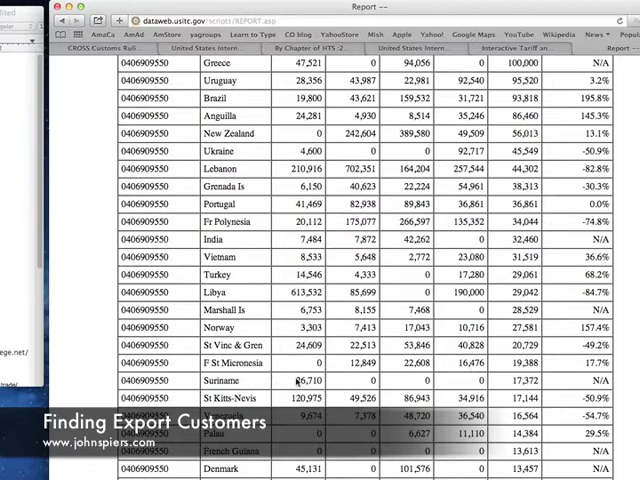 Report —
dited
dataweb.usitc.gov/scripts/REPORT.asp
AmaCa AmAd AmStore yagroups Learn to Type CO blog YahooStore Mish Apple Yahoo! Google Maps YouTube Wikipedia News Popula
CROSS Customs Ruli... United States Intern... By Chapter of HTS :2... United States Intern... Interactive Tariff an... Report —
0406909550 Greece 47,521 0 94,056 0 100,000 N/A
0406909550 Uruguay 28,356 43,987 22,981 92,540 95,520 3.2%
0406909550 Brazil 19,800 43,621 159,532 31,721 93,818 195.8%
0406909550 Anguilla 24,281 4,930 8,514 35,246 86,460 145.3%
0406909550 New Zealand 0 242,604 389,580 49,509 56,013 13.1%
0406909550 Ukraine 4,600 0 0 92,717 45,549 -50.9%
0406909550 Lebanon 210,916 702,351 164,204 257,544 44,302 -82.8%
0406909550 Grenada Is 6,150 40,623 22,224 54,961 38,313 -30.3%
0406909550 Portugal 41,469 82,938 89,843 36,861 36,861 0.0%
0406909550 Fr Polynesia 20,112 175,077 266,597 135,352 34,044 -74.8%
0406909550 India 7,484 7,872 42,262 0 32,460 N/A
0406909550 Vietnam 8,533 5,648 2,772 23,080 31,519 36.6%
0406909550 Turkey 14,546 4,333 0 17,280 29,061 68.2%
0406909550 Libya 613,532 85,699 0 190,000 29,042 -84.7%
0406909550 Marshall Is 6,753 8,155 7,468 0 28,529 N/A
0406909550 Norway 3,303 7,413 17,043 10,716 27,581 157.4%
0406909550 St Vinc & Gren 24,609 22,513 53,846 40,828 20,729 -49.2%
0406909550 F St Micronesia 0 12,849 22,608 16,476 19,388 17.7%
0406909550 Suriname 26,710 0 0 0 17,372 N/A
0406909550 St Kitts-Nevis 120,975 49,526 86,943 34,916 17,144 -50.9%
0406909550 Venezuela 9,674 7,378 48,720 36,540 16,564 -54.7%
0406909550 Palau 0 0 6,627 11,110 14,384 29.5%
0406909550 French Guiana 0 0 0 0 13,613 N/A
0406909550 Denmark 45,131 0 101,576 0 13,457 N/A
ege.net/
trade/
Finding Export Customers
www.johnspiers.com